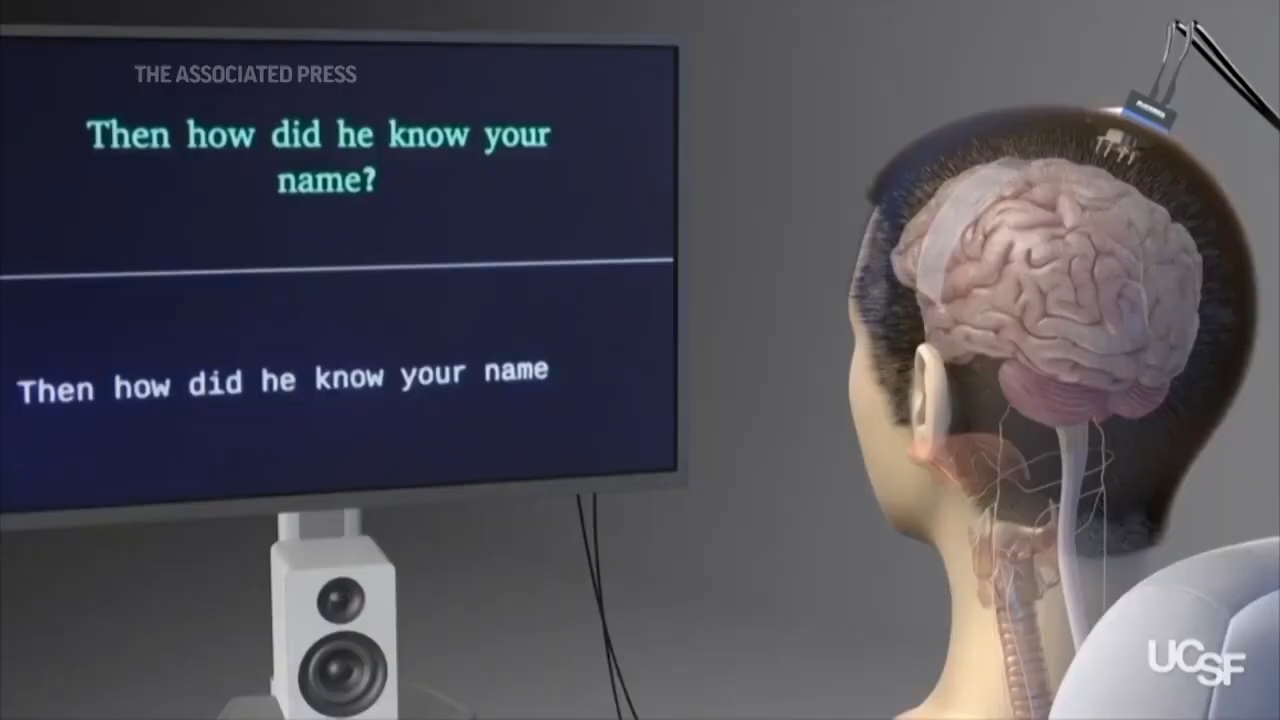 THE ASSOCIATED PRESS
Then how did he know your
name?
Then how did he know your name
UCSF